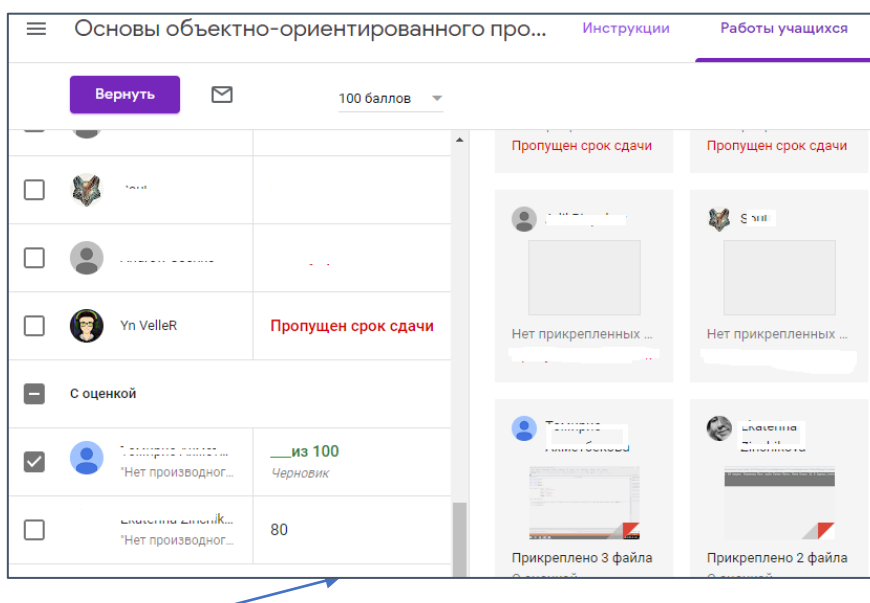 Основы объектно-ориентированного про...
Инструкции
Работы учащихся
Вернуть
100 баллов
Пропущен срок сдачи
Пропущен срок сдачи
Yn VelleR
Пропущен срок сдачи
Нет прикрепленных ...
Нет прикрепленных ...
С оценкой
___из 100
"Нет производног...
Черновик
80
"Нет производног...
Прикреплено 3 файла
Прикреплено 2 файла